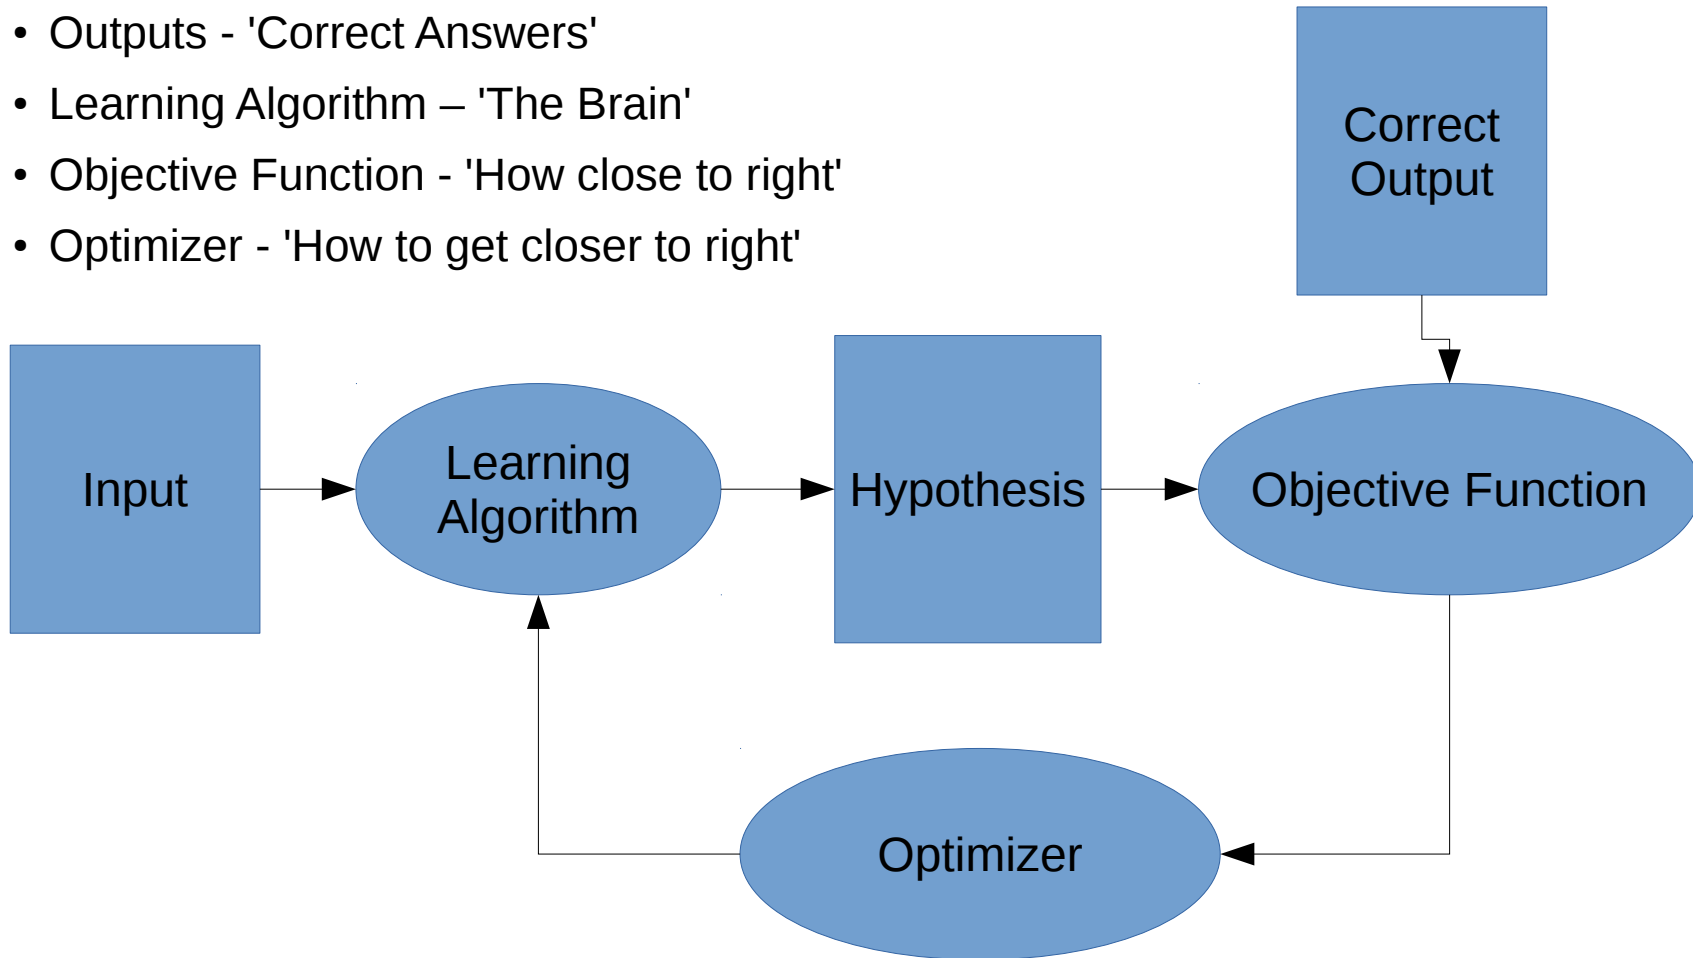 • Outputs - 'Correct Answers'
• Learning Algorithm – 'The Brain'
• Objective Function - 'How close to right'
• Optimizer - 'How to get closer to right'
Correct
Output
Input
Learning
Algorithm
Hypothesis
Objective Function
Optimizer